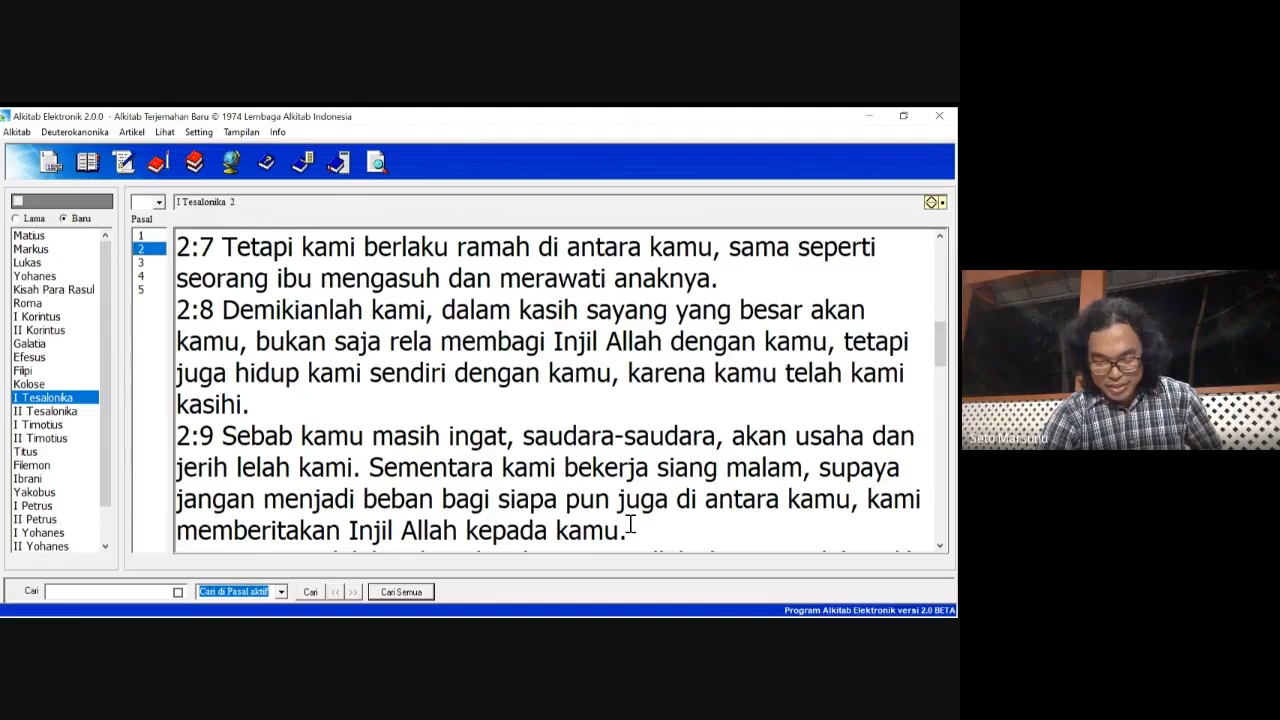 Alkitab Elektronik 2.0.0 - Alkitab Terjemahan Baru © 1974 Lembaga Alkitab Indonesia
Alkitab Deuterokanonika Artikel Lihat Setting Tampilan Info
Lama Baru
Matius
Markus
Lukas
Yohanes
Kisah Para Rasul
Roma
I Korintus
II Korintus
Galatia
Efesus
Filipi
Kolose
I Tesalonika
II Tesalonika
I Timotius
II Timotius
Titus
Filemon
Ibrani
Yakobus
I Petrus
II Petrus
I Yohanes
II Yohanes
Pasal
1
2
3
4
5
I Tesalonika 2
2:7 Tetapi kami berlaku ramah di antara kamu, sama seperti
seorang ibu mengasuh dan merawati anaknya.
2:8 Demikianlah kami, dalam kasih sayang yang besar akan
kamu, bukan saja rela membagi Injil Allah dengan kamu, tetapi
juga hidup kami sendiri dengan kamu, karena kamu telah kami
kasihi.
2:9 Sebab kamu masih ingat, saudara-saudara, akan usaha dan
jerih lelah kami. Sementara kami bekerja siang malam, supaya
jangan menjadi beban bagi siapa pun juga di antara kamu, kami
memberitakan Injil Allah kepada kamu.
Cari Cari di Pasal aktif Cari << >> Cari Semua
Program Alkitab Elektronik versi 2.0 BETA
Seto Marsunu